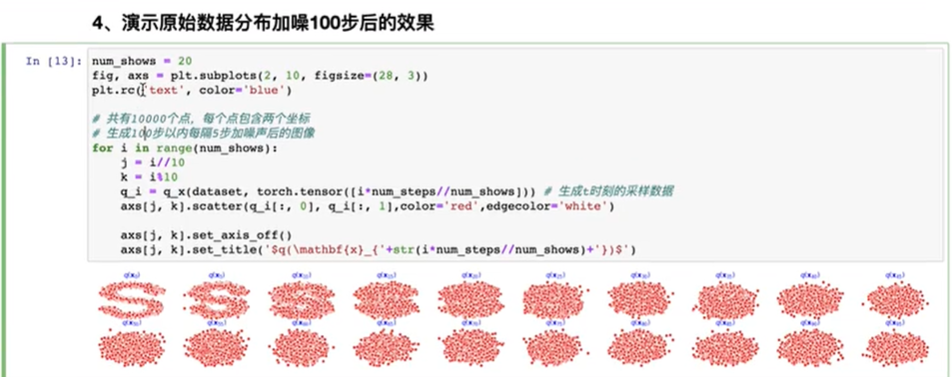 4、演示原始数据分布加噪100步后的效果
In [13]:
num_shows = 20
fig, axs = plt.subplots(2, 10, figsize=(28, 3))
plt.rc('text', color='blue')
# 共有10000个点，每个点包含两个坐标
# 生成100步以内每隔5步加噪声后的图像
for i in range(num_shows):
    j = i//10
    k = i%10
    q_i = q_x(dataset, torch.tensor([i*num_steps//num_shows])) # 生成t时刻的采样数据
    axs[j, k].scatter(q_i[:, 0], q_i[:, 1],color='red',edgecolor='white')
    axs[j, k].set_axis_off()
    axs[j, k].set_title('$q(\mathbf{x}_{'+str(i*num_steps//num_shows)+'})$')